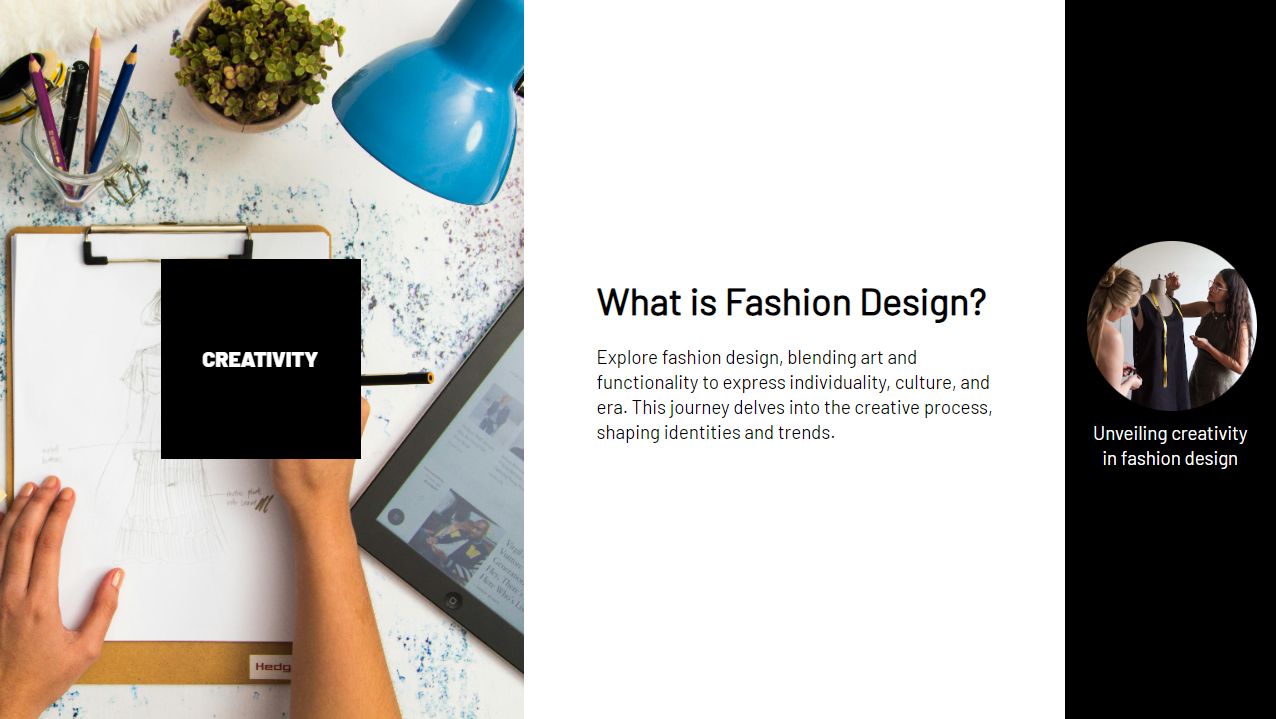 CREATIVITY
Hedg
What is Fashion Design?
Explore fashion design, blending art and
functionality to express individuality, culture, and
era. This journey delves into the creative process,
shaping identities and trends.
Unveiling creativity
in fashion design